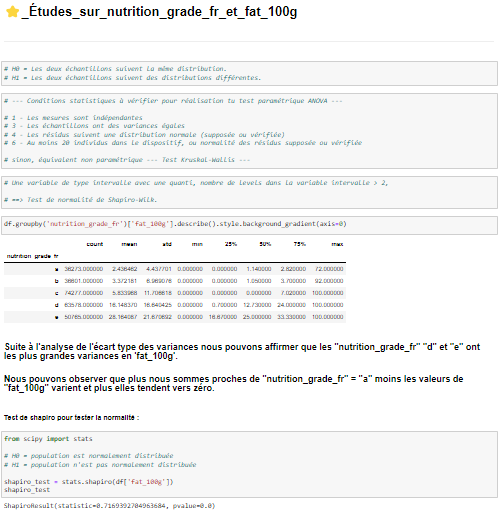 _Études_sur_nutrition_grade_fr_et_fat_100g
# H0 = Les deux échantillons suivent la même distribution.
# H1 = Les deux échantillons suivent des distributions différentes.
# --- Conditions statistiques à vérifier pour réalisation tu test paramétrique ANOVA ---
# 1 - Les mesures sont indépendantes
# 3 - Les échantillons ont des variances égales
# 4 - Les résidus suivent une distribution normale (supposée ou vérifiée)
# 6 - Au moins 20 individus dans le dispositif, ou normalité des résidus supposée ou vérifiée
# sinon, équivalent non paramétrique --- Test Kruskal-Wallis ---
# Une variable de type intervalle avec une quanti, nombre de levels dans la variable intervalle > 2,
# ==> Test de normalité de Shapiro-Wilk.
df.groupby('nutrition_grade_fr')['fat_100g'].describe().style.background_gradient(axis=0)
count mean std min 25% 50% 75% max
nutrition_grade_fr
a 36273.000000 2.436462 4.437701 0.000000 0.000000 1.140000 2.820000 72.000000
b 36601.000000 3.372181 6.969076 0.000000 0.000000 1.050000 3.700000 92.000000
c 74277.000000 5.833968 11.706618 0.000000 0.000000 0.000000 7.020000 100.000000
d 63578.000000 16.148370 16.640425 0.000000 0.700000 12.730000 24.000000 100.000000
e 50765.000000 28.164087 21.670692 0.000000 16.670000 25.000000 33.330000 100.000000
Suite à l'analyse de l'écart type des variances nous pouvons affirmer que les "nutrition_grade_fr" "d" et "e" ont
les plus grandes variances en 'fat_100g'.
Nous pouvons observer que plus nous sommes proches de "nutrition_grade_fr" = "a" moins les valeurs de
"fat_100g" varient et plus elles tendent vers zéro.
Test de shapiro pour tester la normalité :
from scipy import stats
# H0 = population est normalement distribuée
# H1 = population n'est pas normalement distribuée
shapiro_test = stats.shapiro(df['fat_100g'])
shapiro_test
ShapiroResult(statistic=0.7169392704963684, pvalue=0.0)